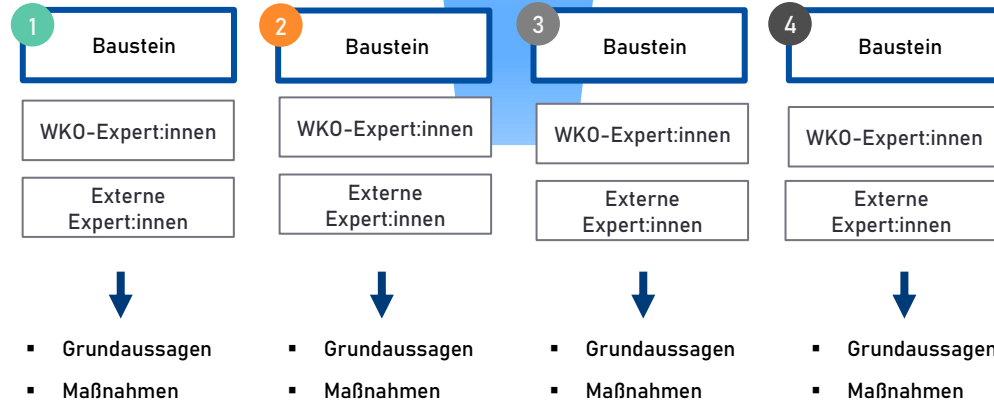 1
Baustein
WKO-Expert:innen
Externe
Expert:innen
▪ Grundaussagen
▪ Maßnahmen
2
Baustein
WKO-Expert:innen
Externe
Expert:innen
▪ Grundaussagen
▪ Maßnahmen
3
Baustein
WKO-Expert:innen
Externe
Expert:innen
▪ Grundaussagen
▪ Maßnahmen
4
Baustein
WKO-Expert:innen
Externe
Expert:innen
▪ Grundaussagen
▪ Maßnahmen